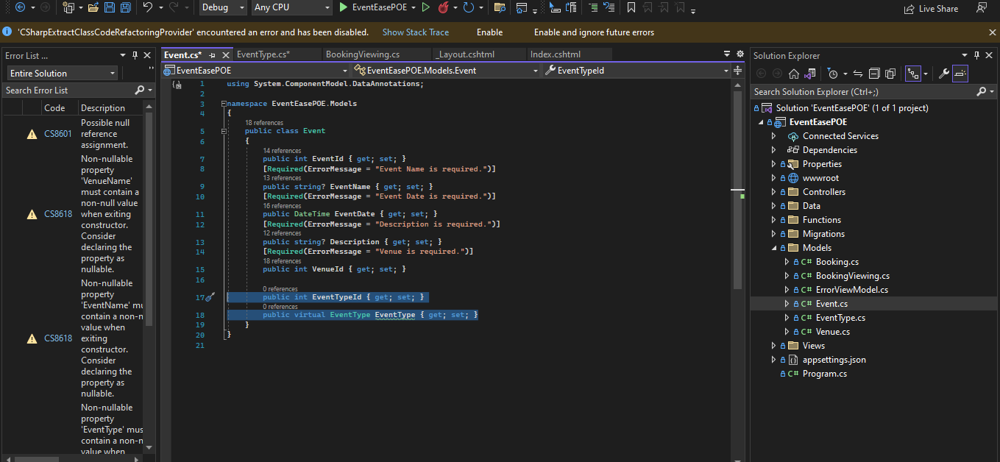 Debug
Any CPU
EventEasePOE
Live Share
'CSharpExtractClassCodeRefactoringProvider' encountered an error and has been disabled.
Show Stack Trace
Enable
Enable and ignore future errors
Error List ...
Entire Solution
Search Error List
Code
Description
CS8601
Possible null
reference
assignment.
CS8618
Non-nullable
property
'VenueName'
must contain a
non-null value
when exiting
constructor.
Consider
declaring the
property as
nullable.
CS8618
Non-nullable
property
'EventName' mu
contain a non-n
value when
exiting
constructor.
Consider
declaring the
property as
nullable.
Non-nullable
property
'EventType' mus
contain a non-n
value when
Event.cs*
EventType.cs*
BookingViewing.cs
_Layout.cshtml
Index.cshtml
EventEasePOE
EventEasePOE.Models.Event
EventTypeId
1 using System.ComponentModel.DataAnnotations;
2
3 namespace EventEasePOE.Models
4 {
18 references
5 public class Event
6 {
14 references
7 public int EventId { get; set; }
8 [Required(ErrorMessage = "Event Name is required.")]
13 references
9 public string? EventName { get; set; }
10 [Required(ErrorMessage = "Event Date is required.")]
16 references
11 public DateTime EventDate { get; set; }
12 [Required(ErrorMessage = "Description is required.")]
12 references
13 public string? Description { get; set; }
14 [Required(ErrorMessage = "Venue is required.")]
18 references
15 public int VenueId { get; set; }
16
0 references
17 public int EventTypeId { get; set; }
0 references
18 public virtual EventType EventType { get; set; }
19 }
20 }
21
Solution Explorer
Search Solution Explorer (Ctrl+;)
Solution 'EventEasePOE' (1 of 1 project)
EventEasePOE
Connected Services
Dependencies
Properties
wwwroot
Controllers
Data
Functions
Migrations
Models
C# Booking.cs
C# BookingViewing.cs
C# ErrorViewModel.cs
C# Event.cs
C# EventType.cs
C# Venue.cs
Views
appsettings.json
C# Program.cs